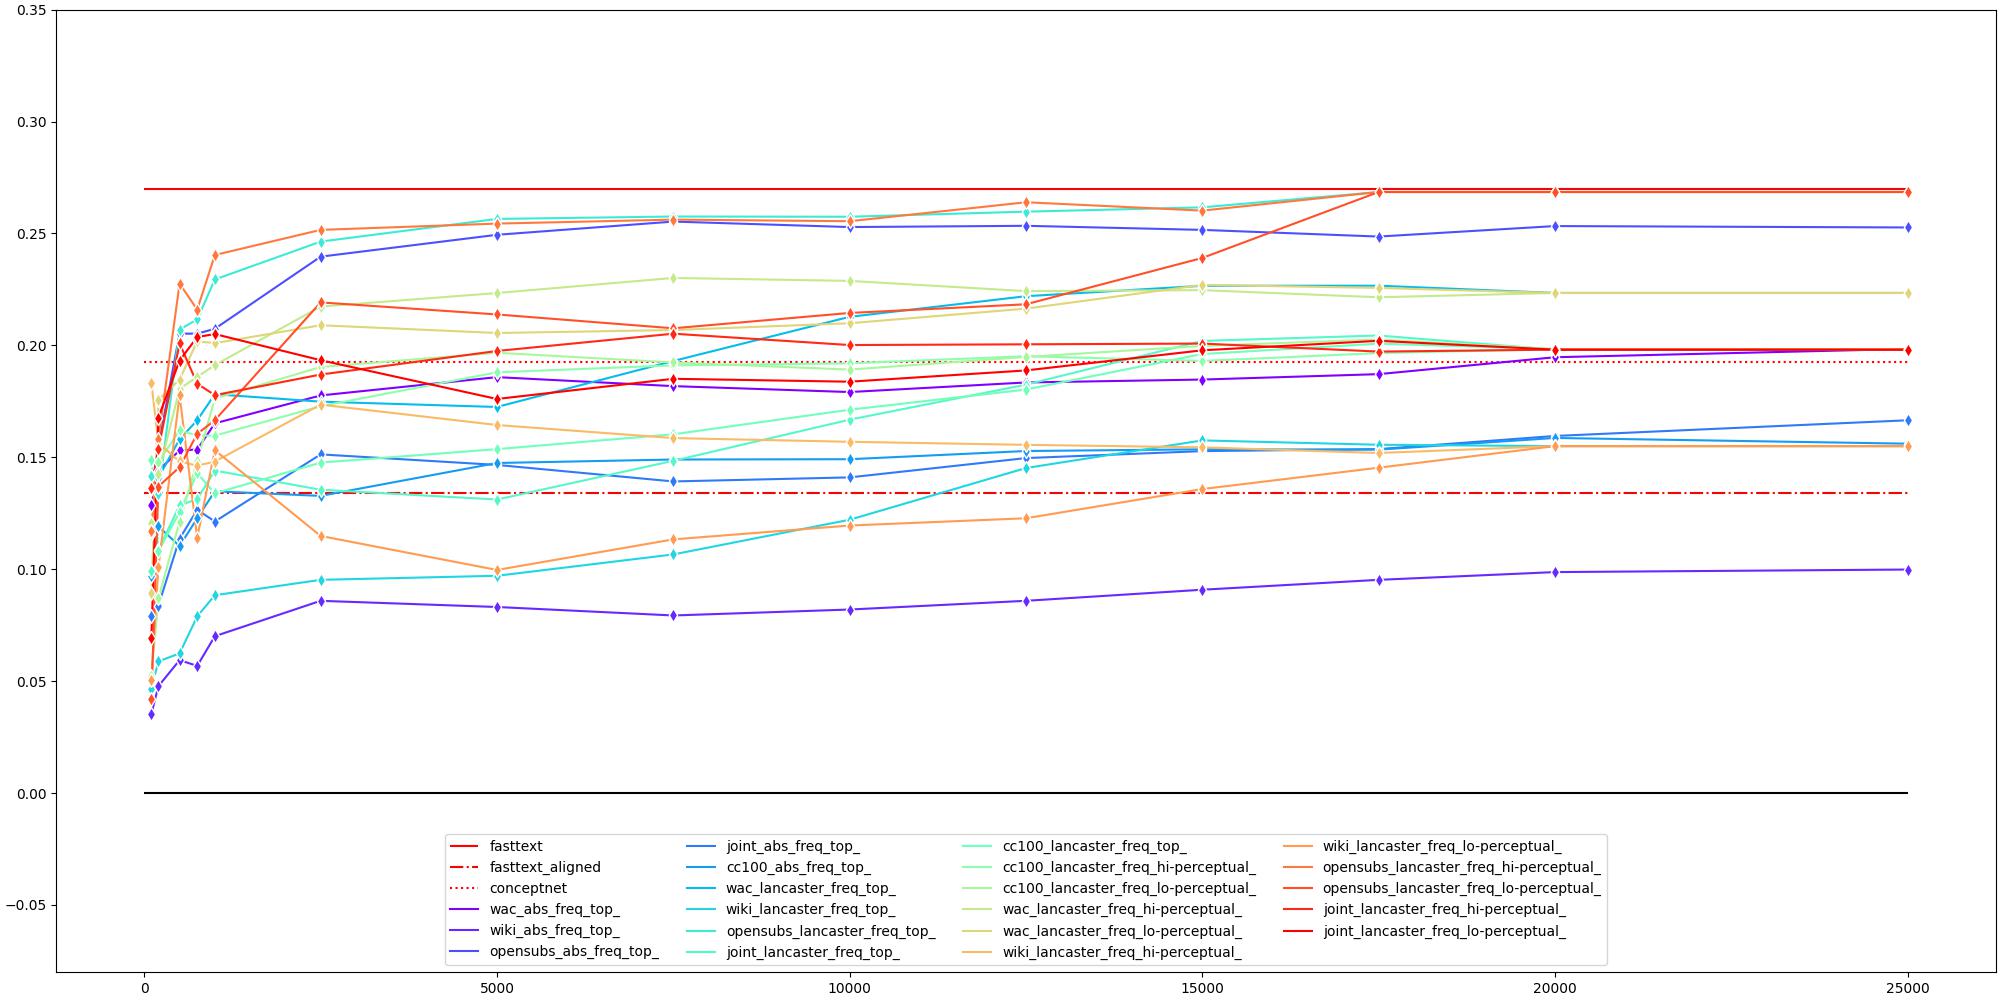 0.35
0.30
0.25
0.20
0.15
0.10
0.05
0.00
−0.05
fasttext
fasttext_aligned
conceptnet
wac_abs_freq_top_
wiki_abs_freq_top_
opensubs_abs_freq_top_
joint_abs_freq_top_
cc100_abs_freq_top_
wac_lancaster_freq_top_
wiki_lancaster_freq_top_
opensubs_lancaster_freq_top_
joint_lancaster_freq_top_
cc100_lancaster_freq_top_
cc100_lancaster_freq_hi-perceptual_
cc100_lancaster_freq_lo-perceptual_
wac_lancaster_freq_hi-perceptual_
wac_lancaster_freq_lo-perceptual_
wiki_lancaster_freq_hi-perceptual_
wiki_lancaster_freq_lo-perceptual_
opensubs_lancaster_freq_hi-perceptual_
opensubs_lancaster_freq_lo-perceptual_
joint_lancaster_freq_hi-perceptual_
joint_lancaster_freq_lo-perceptual_
0 5000 10000 15000 20000 25000